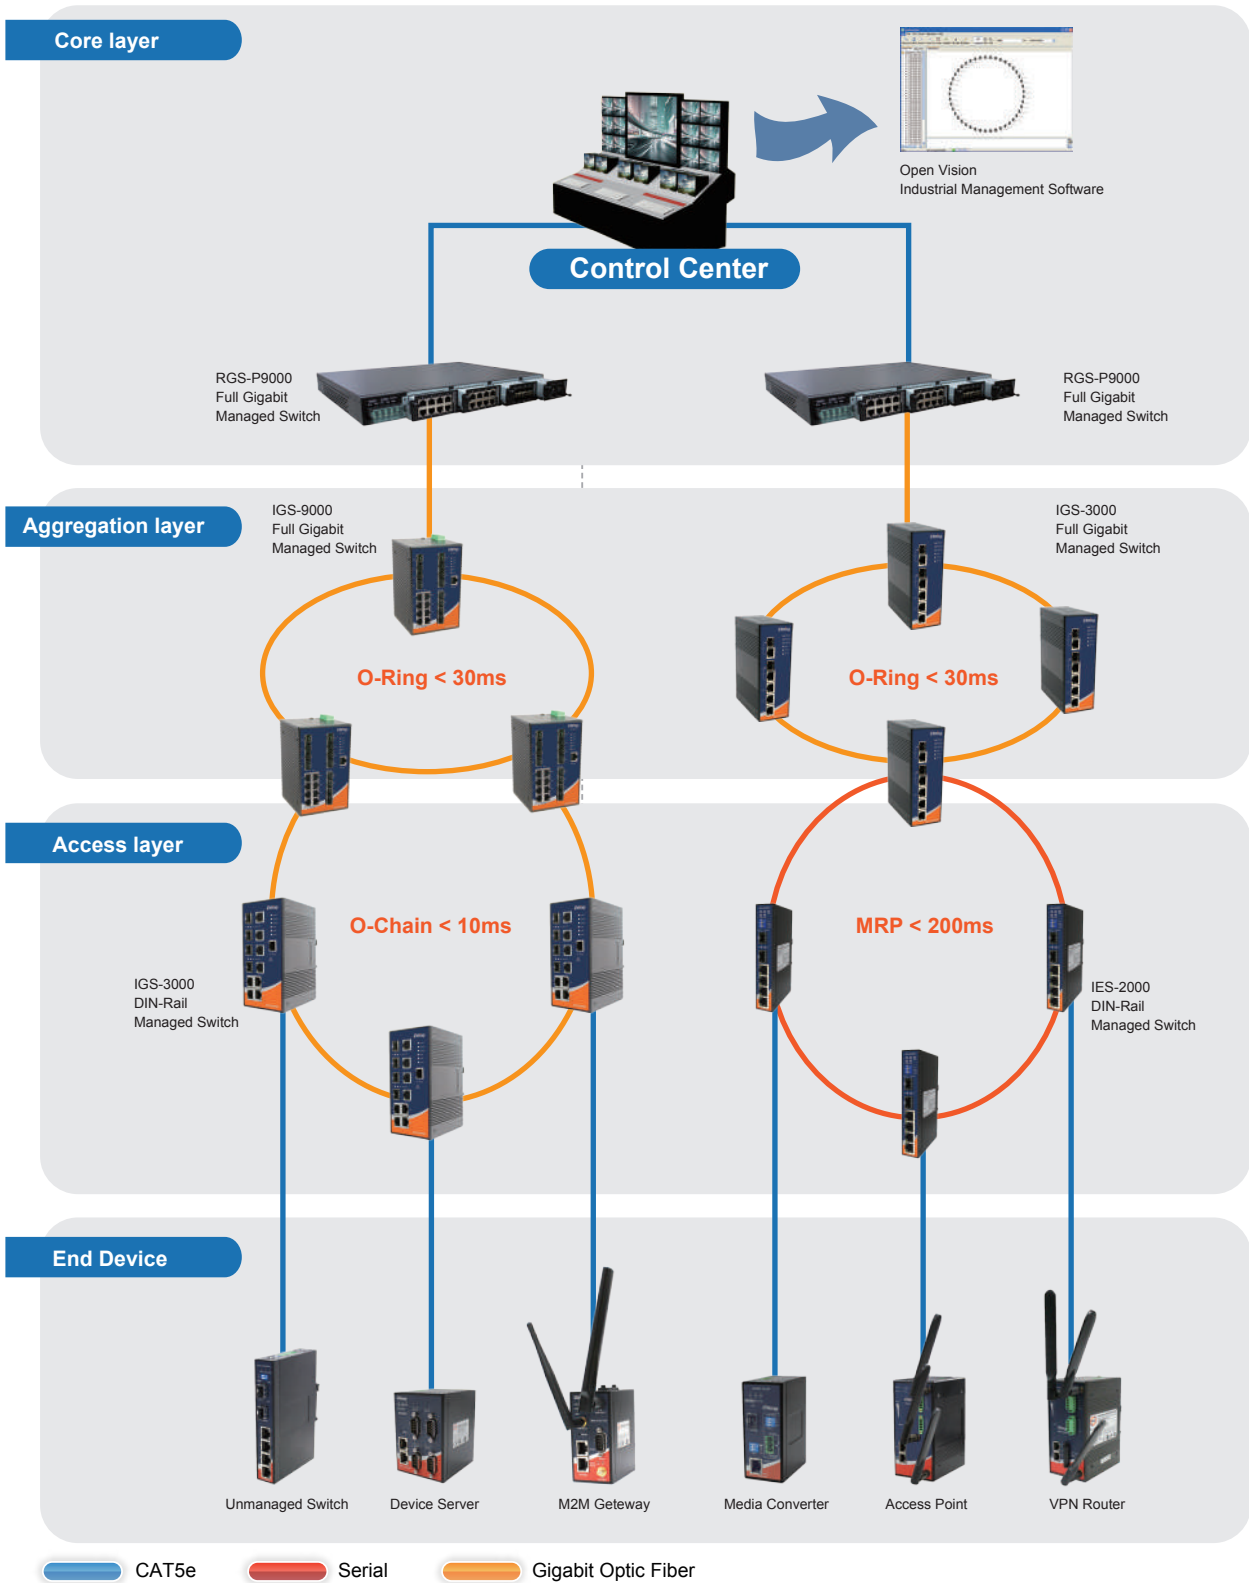 Core layer
Open Vision
Industrial Management Software
Control Center
RGS-P9000
Full Gigabit
Managed Switch
RGS-P9000
Full Gigabit
Managed Switch
Aggregation layer
IGS-9000
Full Gigabit
Managed Switch
IGS-3000
Full Gigabit
Managed Switch
O-Ring < 30ms
O-Ring < 30ms
Access layer
O-Chain < 10ms
MRP < 200ms
IGS-3000
DIN-Rail
Managed Switch
IES-2000
DIN-Rail
Managed Switch
End Device
Unmanaged Switch
Device Server
M2M Geteway
Media Converter
Access Point
VPN Router
CAT5e
Serial
Gigabit Optic Fiber